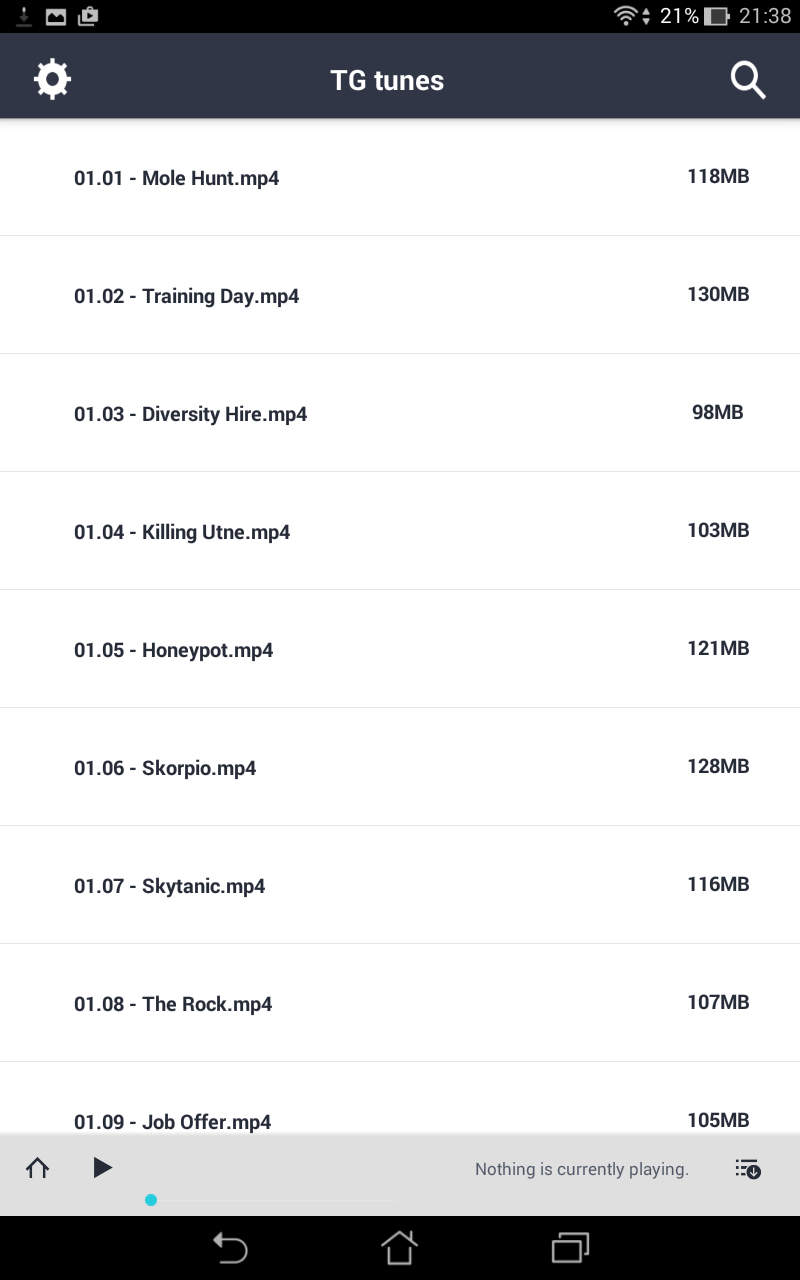 21% 21:38
TG tunes
01.01 - Mole Hunt.mp4 118MB
01.02 - Training Day.mp4 130MB
01.03 - Diversity Hire.mp4 98MB
01.04 - Killing Utne.mp4 103MB
01.05 - Honeypot.mp4 121MB
01.06 - Skorpio.mp4 128MB
01.07 - Skytanic.mp4 116MB
01.08 - The Rock.mp4 107MB
01.09 - Job Offer.mp4 105MB
Nothing is currently playing.